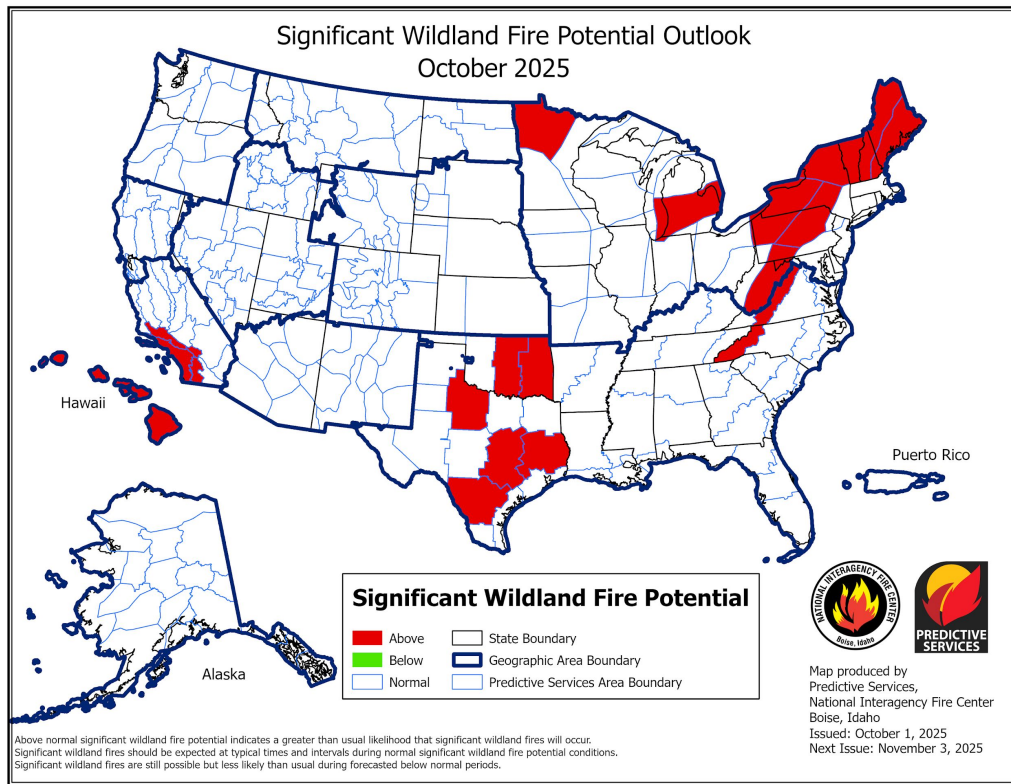 Significant Wildland Fire Potential Outlook
October 2025
Hawaii
Puerto Rico
Alaska
Significant Wildland Fire Potential
Above
State Boundary
Below
Geographic Area Boundary
Normal
Predictive Services Area Boundary
NATIONAL INTERAGENCY FIRE CENTER
Boise, Idaho
PREDICTIVE
SERVICES
Map produced by
Predictive Services,
National Interagency Fire Center
Boise, Idaho
Issued: October 1, 2025
Next Issue: November 3, 2025
Above normal significant wildland fire potential indicates a greater than usual likelihood that significant wildland fires will occur.
Significant wildland fires should be expected at typical times and intervals during normal significant wildland fire potential conditions.
Significant wildland fires are still possible but less likely than usual during forecasted below normal periods.